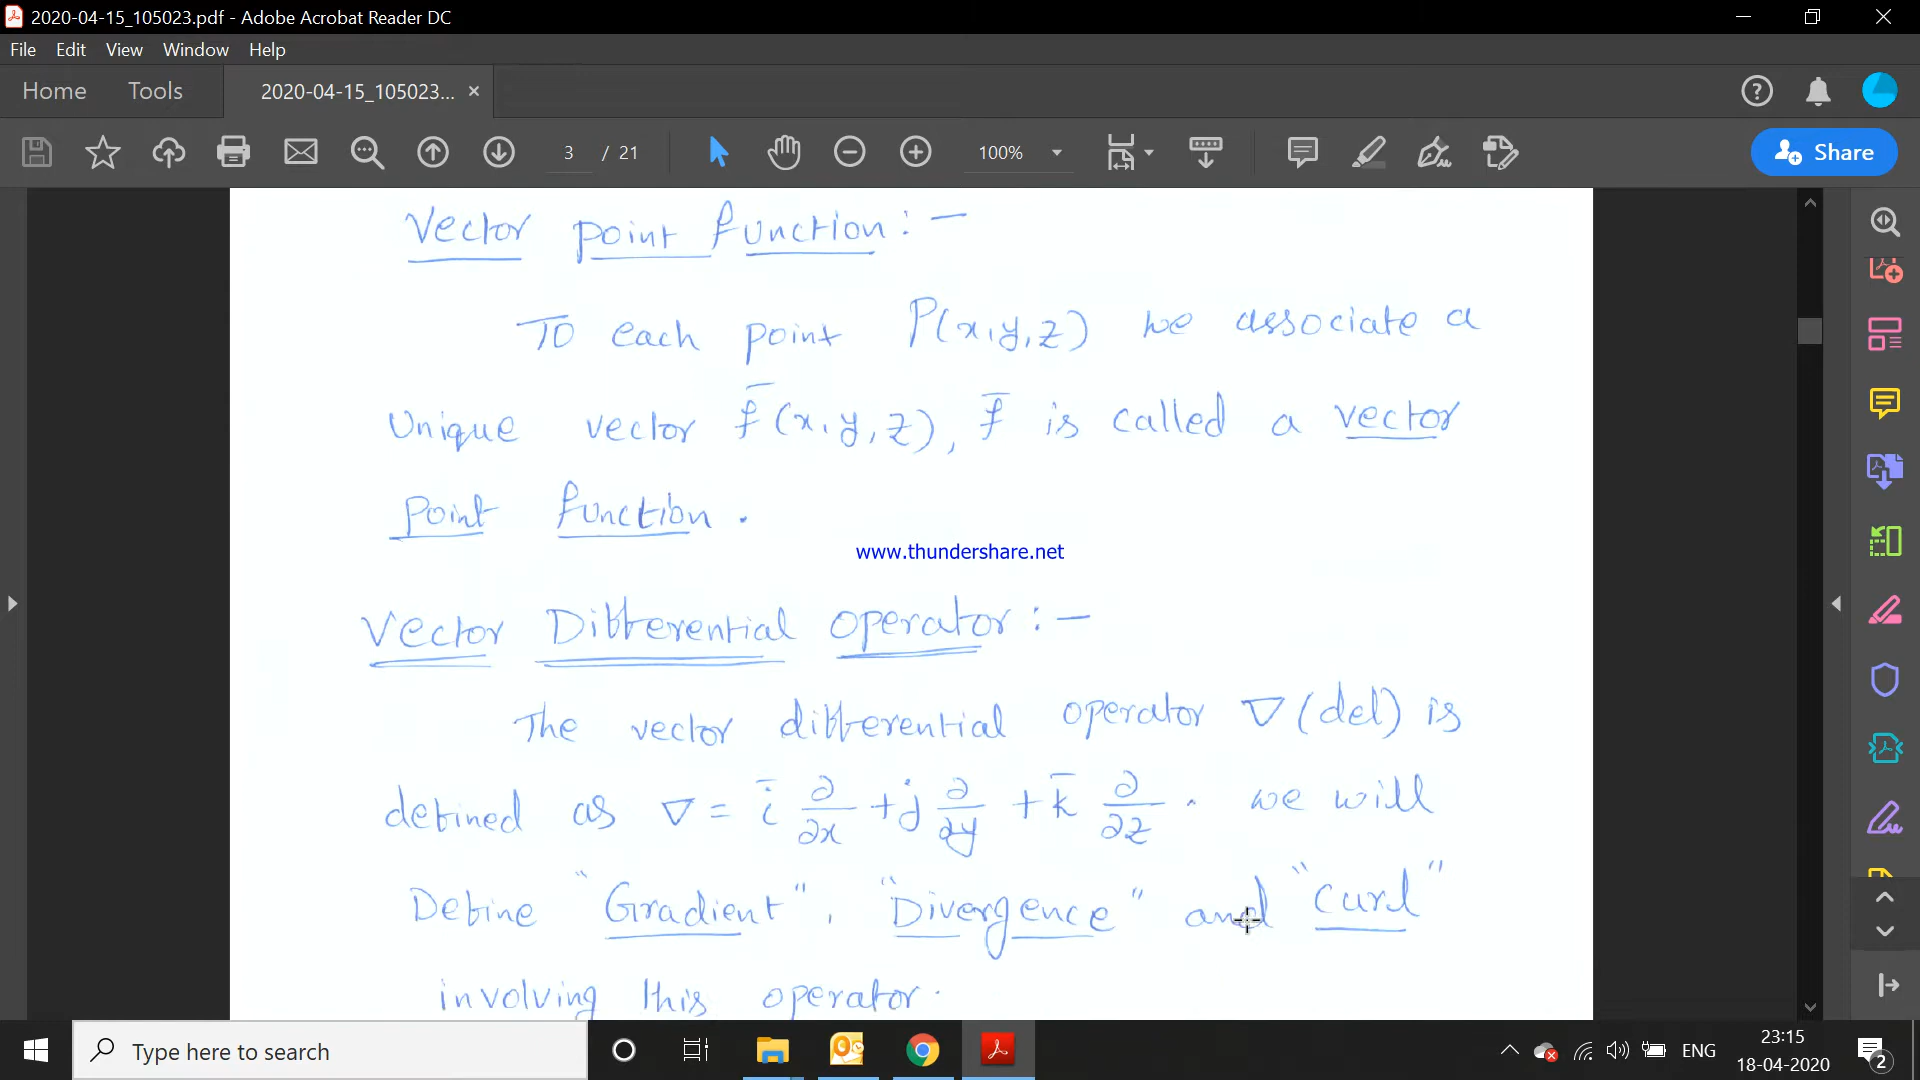 2020-04-15_105023.pdf - Adobe Acrobat Reader DC
File Edit View Window Help
Home Tools 2020-04-15_105023... ×
3 / 21 100% Share
Vector point function:-
To each point P(x,y,z) we associate a
Unique vector f̄(x,y,z), f̄ is called a vector
point function.
www.thundershare.net
Vector Differential operator:-
The vector differential operator ∇(del) is
defined as ∇ = ī ∂/∂x + j ∂/∂y + k̄ ∂/∂z . we will
Define "Gradient", "Divergence" and "Curl"
involving this operator.
Type here to search
ENG 23:15
18-04-2020 2